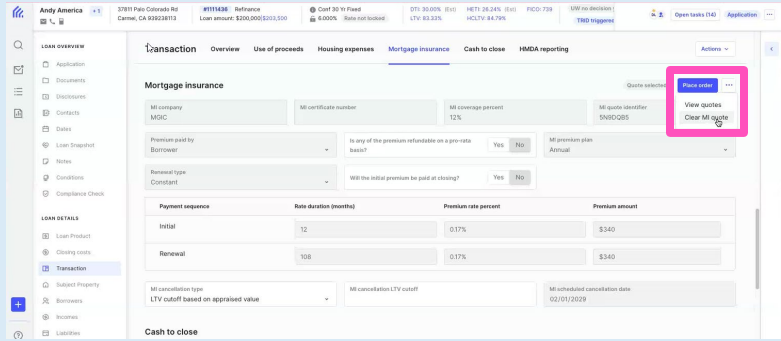 Andy America +1
37811 Palo Colorado Rd
Carmel, CA 939238113
#1111436 Refinance
Loan amount: $200,000|$203,500
Conf 30 Yr Fixed
6.000% Rate not locked
DTI: 30.00% (Est)
LTV: 83.33%
HETI: 26.24% (Est)
HCLTV: 84.79%
FICO: 739
UW no decision
TRID triggered
Open tasks (14)
Application
LOAN OVERVIEW
Application
Documents
Disclosures
Contacts
Dates
Loan Snapshot
Notes
Conditions
Compliance Check
LOAN DETAILS
Loan Product
Closing costs
Transaction
Subject Property
Borrowers
Incomes
Liabilities
Transaction Overview Use of proceeds Housing expenses Mortgage insurance Cash to close HMDA reporting
Actions
Mortgage insurance
Quote selected
Place order
View quotes
Clear MI quote
MI company
MGIC
MI certificate number
MI coverage percent
12%
MI quote identifier
5N9DQB5
Premium paid by
Borrower
Is any of the premium refundable on a pro-rata
basis?
Yes No
MI premium plan
Annual
Renewal type
Constant
Will the initial premium be paid at closing?
Yes No
Payment sequence Rate duration (months) Premium rate percent Premium amount
Initial 12 0.17% $340
Renewal 108 0.17% $340
MI cancellation type
LTV cutoff based on appraised value
MI cancellation LTV cutoff
MI scheduled cancellation date
02/01/2029
Cash to close